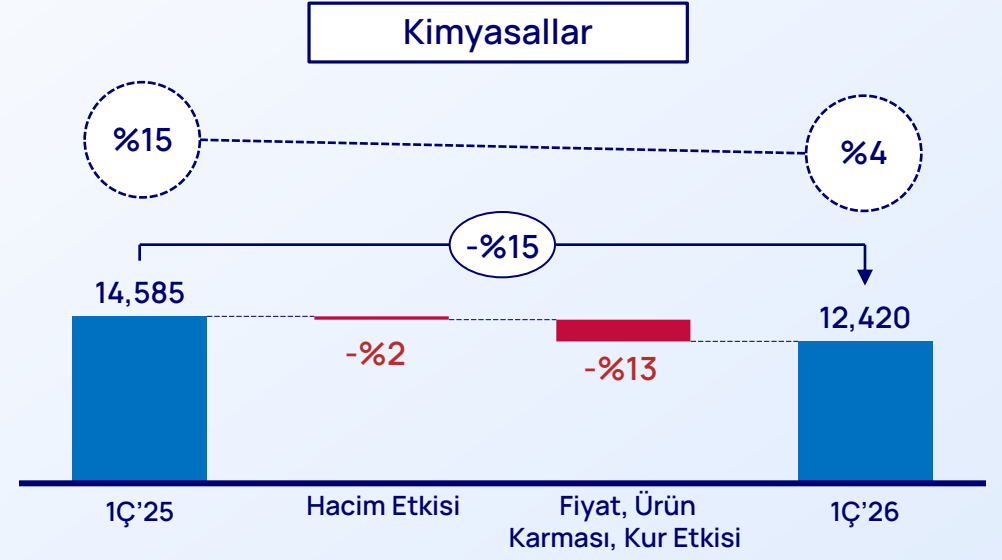 Kimyasallar
%15
%4
-%15
14,585
12,420
-%2
-%13
1Ç’25
Hacim Etkisi
Fiyat, Ürün
Karması, Kur Etkisi
1Ç’26